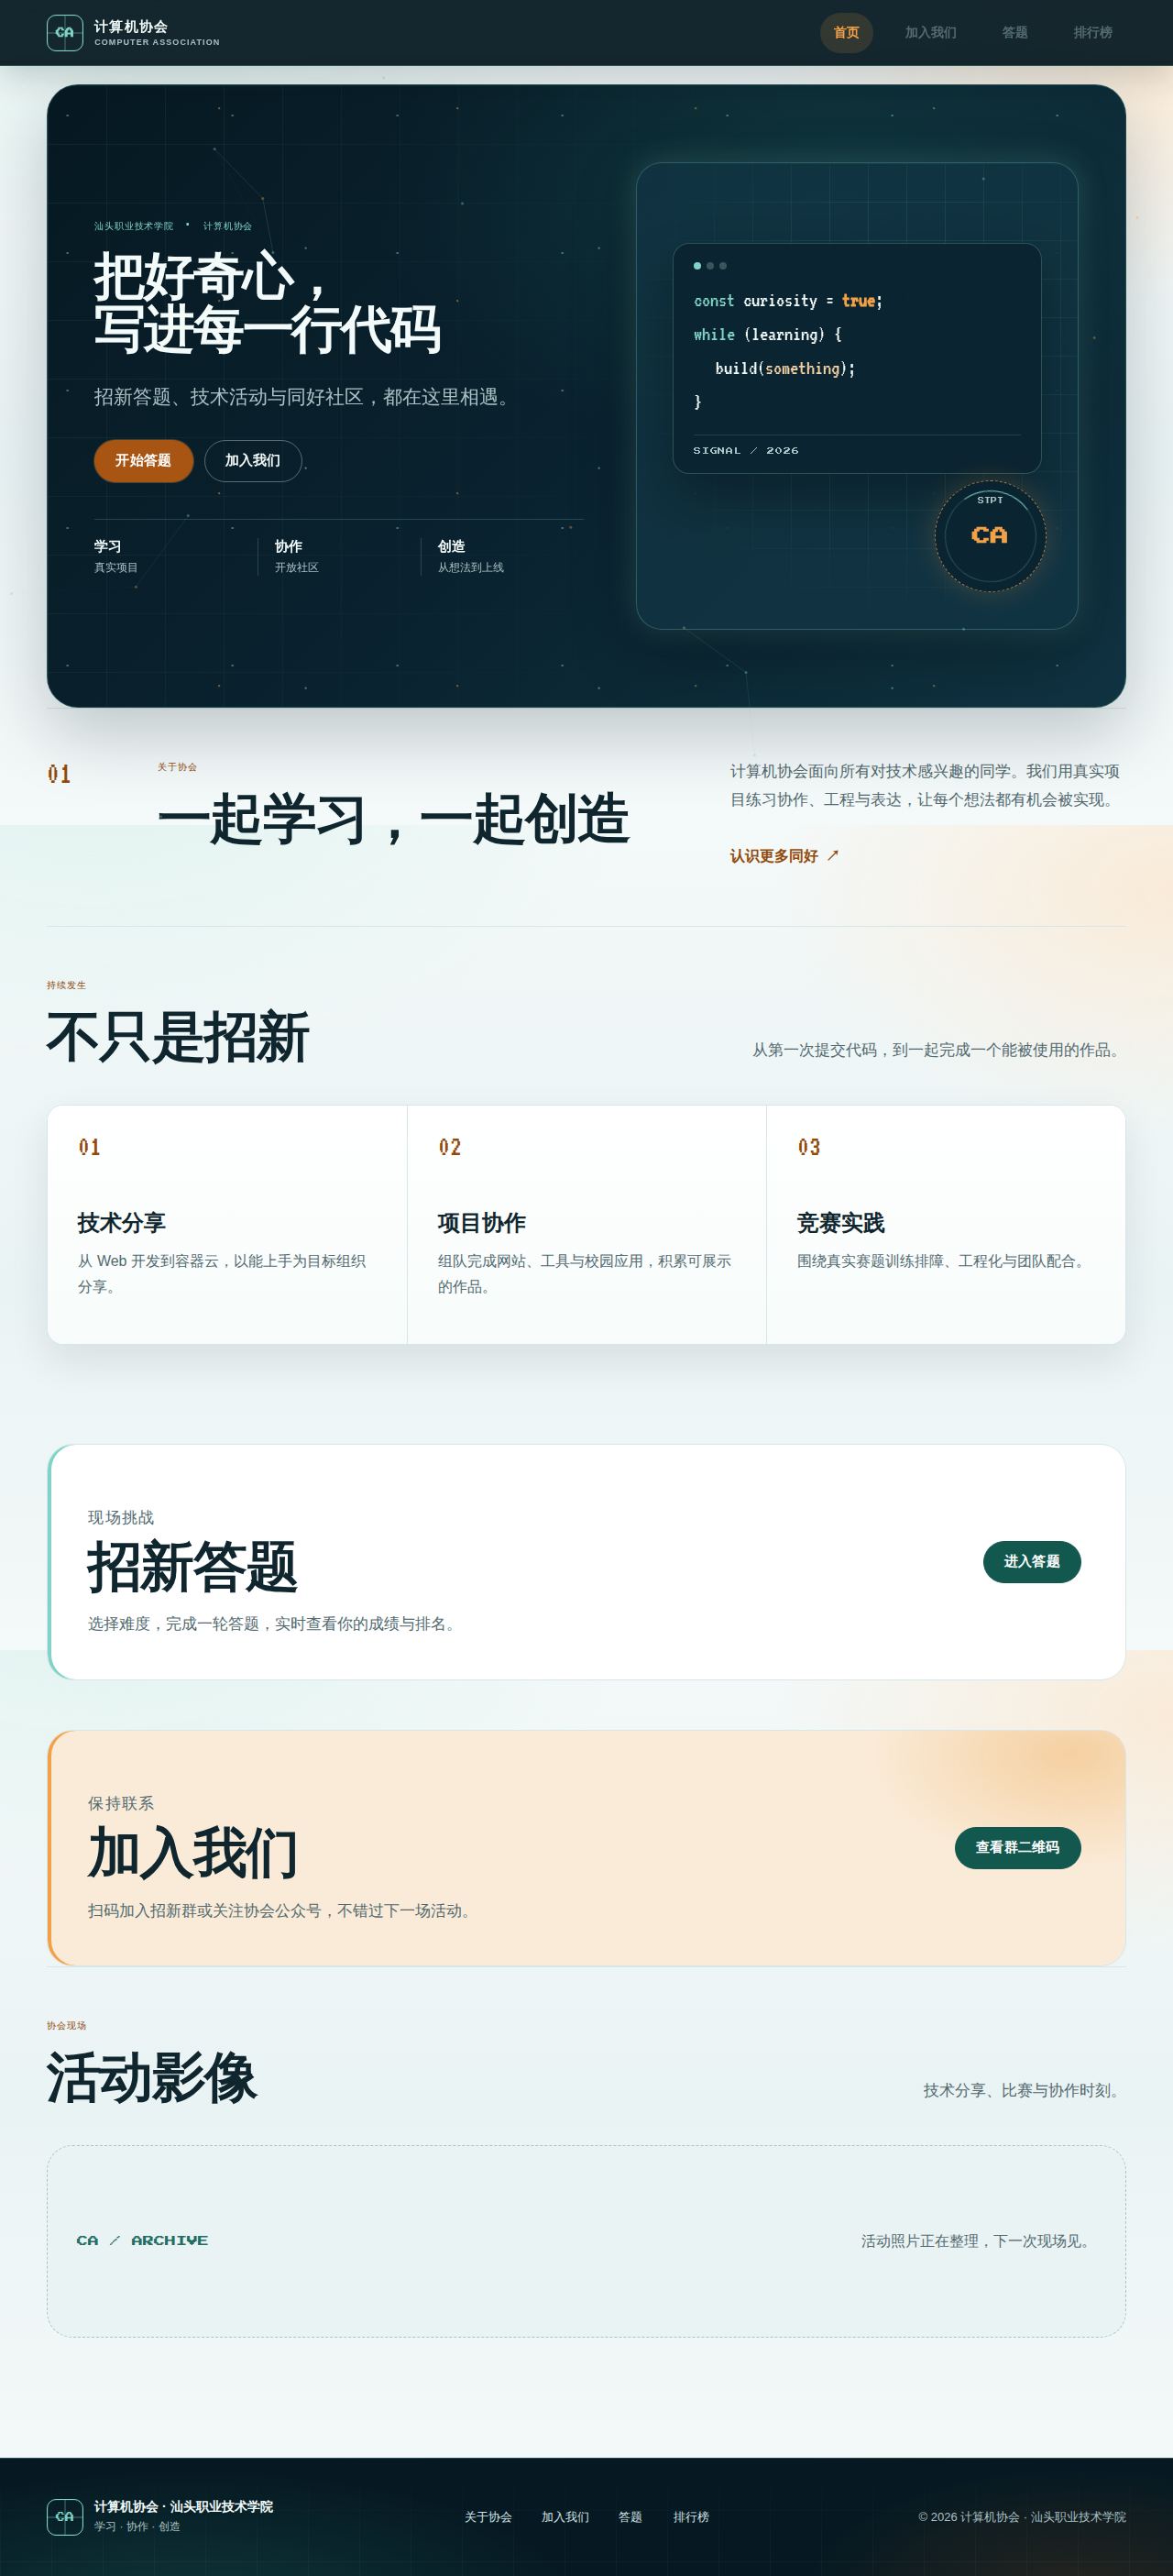 CA
计算机协会
COMPUTER ASSOCIATION
首页
加入我们
答题
排行榜
汕头职业技术学院 • 计算机协会
把好奇心，
写进每一行代码
招新答题、技术活动与同好社区，都在这里相遇。
开始答题
加入我们
学习
真实项目
协作
开放社区
创造
从想法到上线
const curiosity = true;
while (learning) {
build(something);
}
SIGNAL / 2026
STPT
CA
01
关于协会
一起学习，一起创造
计算机协会面向所有对技术感兴趣的同学。我们用真实项
目练习协作、工程与表达，让每个想法都有机会被实现。
认识更多同好 ↗
持续发生
不只是招新
从第一次提交代码，到一起完成一个能被使用的作品。
01
技术分享
从 Web 开发到容器云，以能上手为目标组织
分享。
02
项目协作
组队完成网站、工具与校园应用，积累可展示
的作品。
03
竞赛实践
围绕真实赛题训练排障、工程化与团队配合。
现场挑战
招新答题
选择难度，完成一轮答题，实时查看你的成绩与排名。
进入答题
保持联系
加入我们
扫码加入招新群或关注协会公众号，不错过下一场活动。
查看群二维码
协会现场
活动影像
技术分享、比赛与协作时刻。
CA / ARCHIVE
活动照片正在整理，下一次现场见。
CA
计算机协会 · 汕头职业技术学院
学习 · 协作 · 创造
关于协会
加入我们
答题
排行榜
© 2026 计算机协会 · 汕头职业技术学院